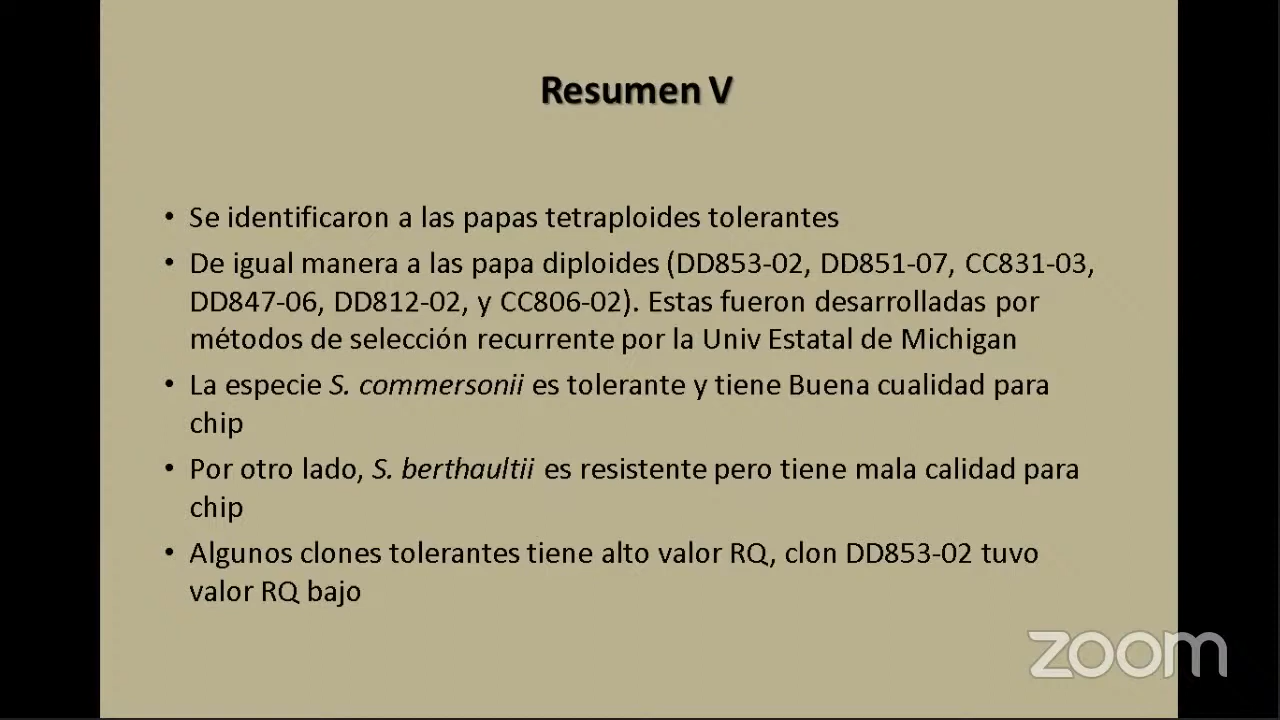 Resumen V
• Se identificaron a las papas tetraploides tolerantes
• De igual manera a las papa diploides (DD853-02, DD851-07, CC831-03,
DD847-06, DD812-02, y CC806-02). Estas fueron desarrolladas por
métodos de selección recurrente por la Univ Estatal de Michigan
• La especie S. commersonii es tolerante y tiene Buena cualidad para
chip
• Por otro lado, S. berthaultii es resistente pero tiene mala calidad para
chip
• Algunos clones tolerantes tiene alto valor RQ, clon DD853-02 tuvo
valor RQ bajo
zoom